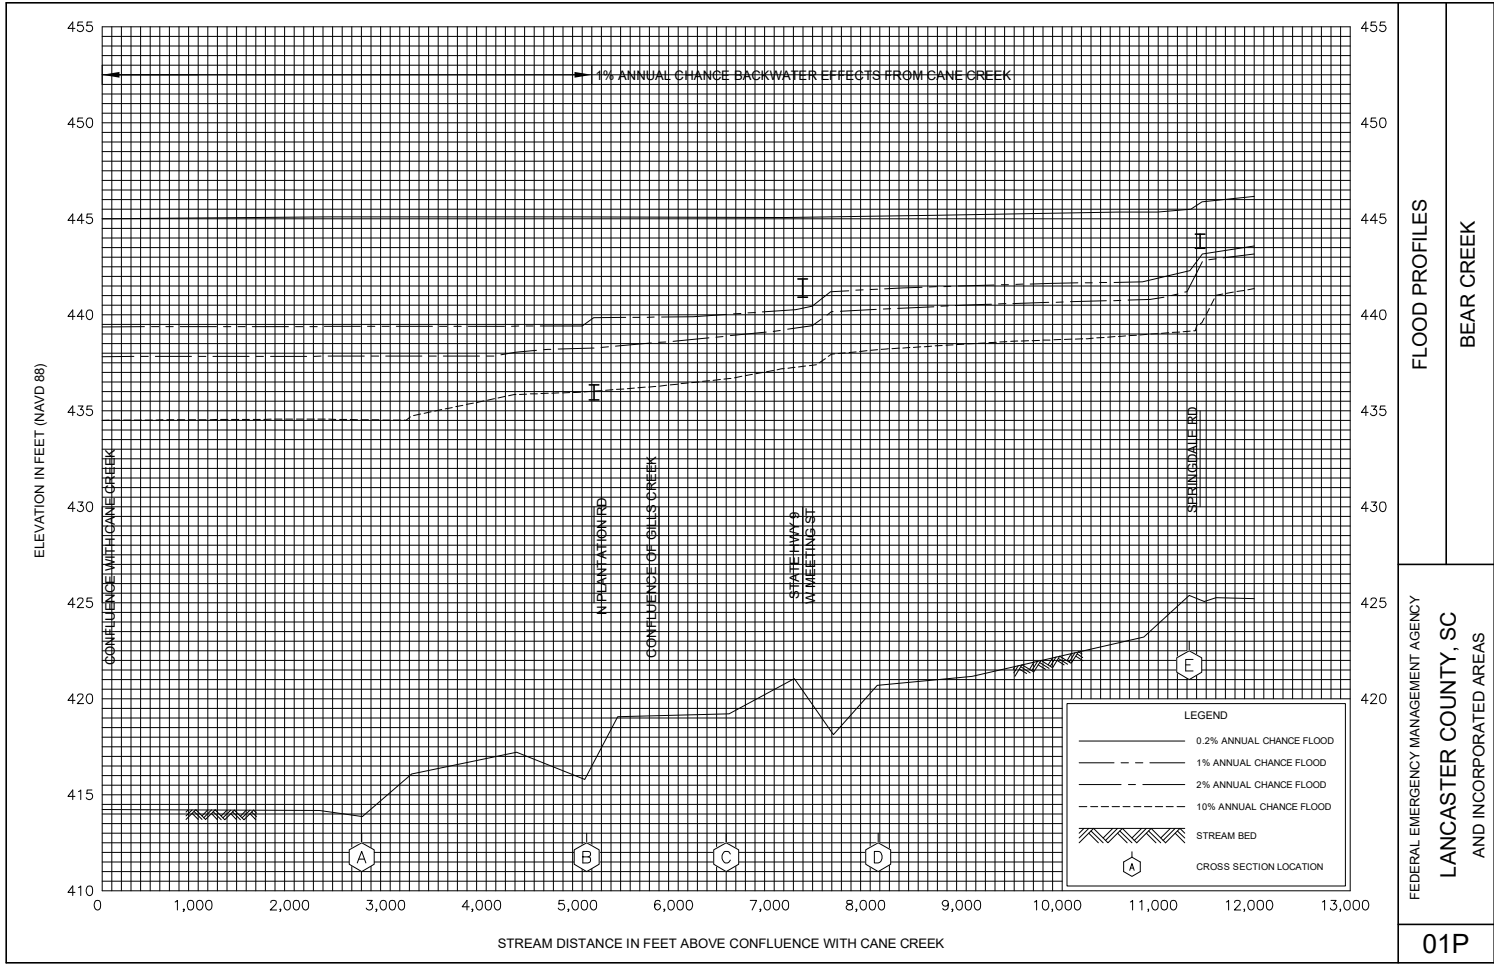 455
450
445
440
435
430
425
420
415
410
ELEVATION IN FEET (NAVD 88)
1% ANNUAL CHANCE BACKWATER EFFECTS FROM CANE CREEK
CONFLUENCE WITH CANE CREEK
N PLANTATION RD
CONFLUENCE OF GILLS CREEK
STATE HWY 9
W MEETING ST
SPRINGDALE RD
A
B
C
D
E
455
450
445
440
435
430
425
420
LEGEND
0.2% ANNUAL CHANCE FLOOD
1% ANNUAL CHANCE FLOOD
2% ANNUAL CHANCE FLOOD
10% ANNUAL CHANCE FLOOD
STREAM BED
A
CROSS SECTION LOCATION
0 1,000 2,000 3,000 4,000 5,000 6,000 7,000 8,000 9,000 10,000 11,000 12,000 13,000
STREAM DISTANCE IN FEET ABOVE CONFLUENCE WITH CANE CREEK
FLOOD PROFILES
BEAR CREEK
FEDERAL EMERGENCY MANAGEMENT AGENCY
LANCASTER COUNTY, SC
AND INCORPORATED AREAS
01P